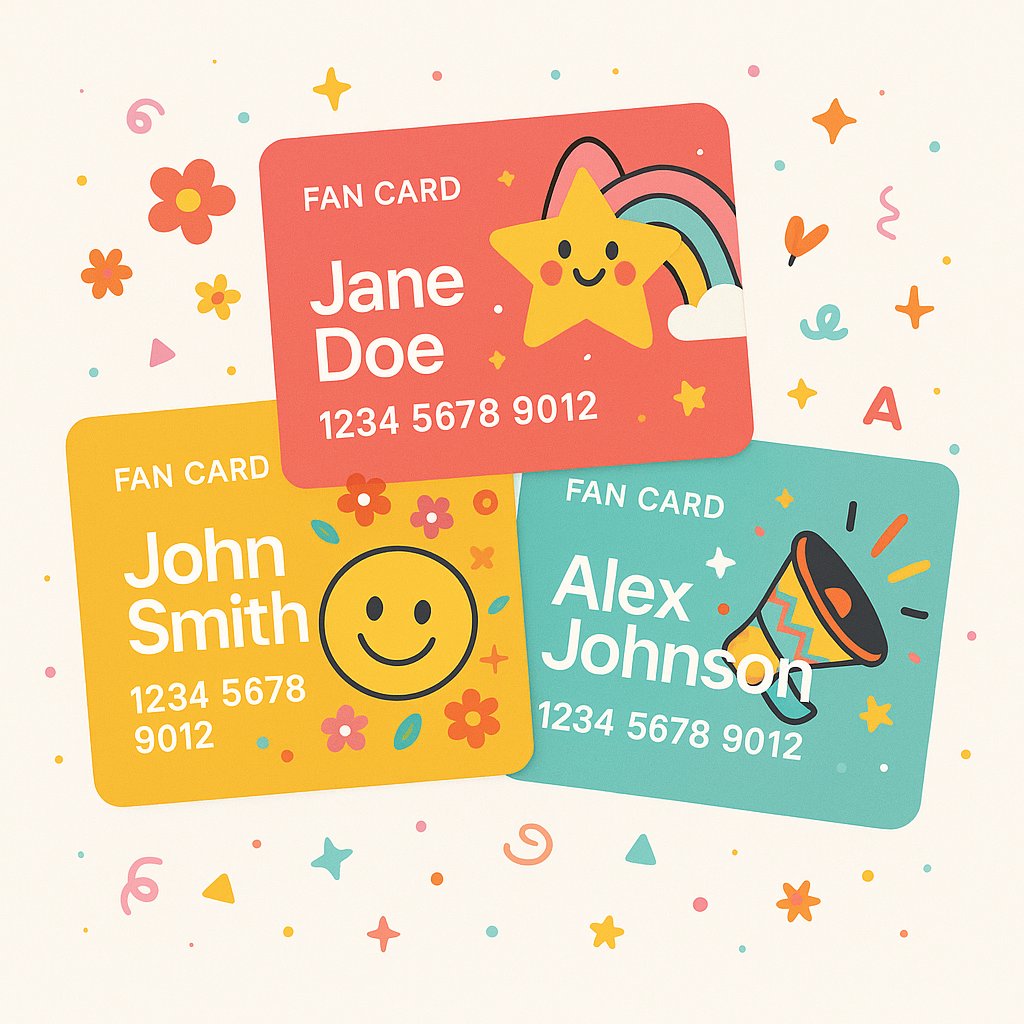 FAN CARD
Jane
Doe
1234 5678 9012
FAN CARD
John
Smith
1234 5678
9012
FAN CARD
Alex
Johnson
1234 5678 9012
A